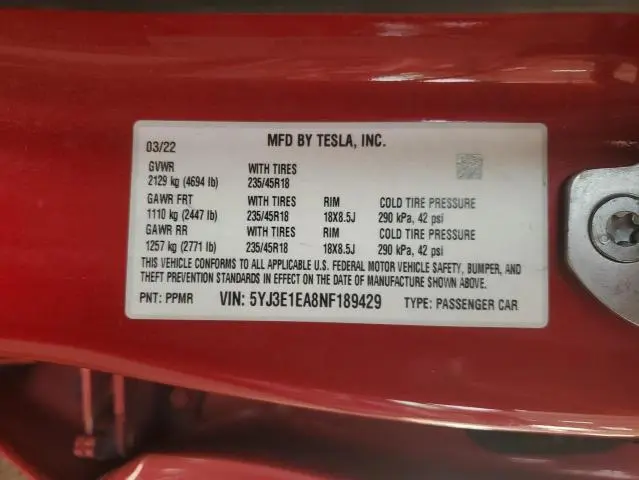 03/22 MFD BY TESLA, INC.
GVWR WITH TIRES
2129 kg (4694 lb) 235/45R18
GAWR FRT WITH TIRES RIM COLD TIRE PRESSURE
1110 kg (2447 lb) 235/45R18 18X8.5J 290 kPa, 42 psi
GAWR RR WITH TIRES RIM COLD TIRE PRESSURE
1257 kg (2771 lb) 235/45R18 18X8.5J 290 kPa, 42 psi
THIS VEHICLE CONFORMS TO ALL APPLICABLE U.S. FEDERAL MOTOR VEHICLE SAFETY, BUMPER, AND
THEFT PREVENTION STANDARDS IN EFFECT ON THE DATE OF MANUFACTURE SHOWN ABOVE.
PNT: PPMR VIN: 5YJ3E1EA8NF189429 TYPE: PASSENGER CAR